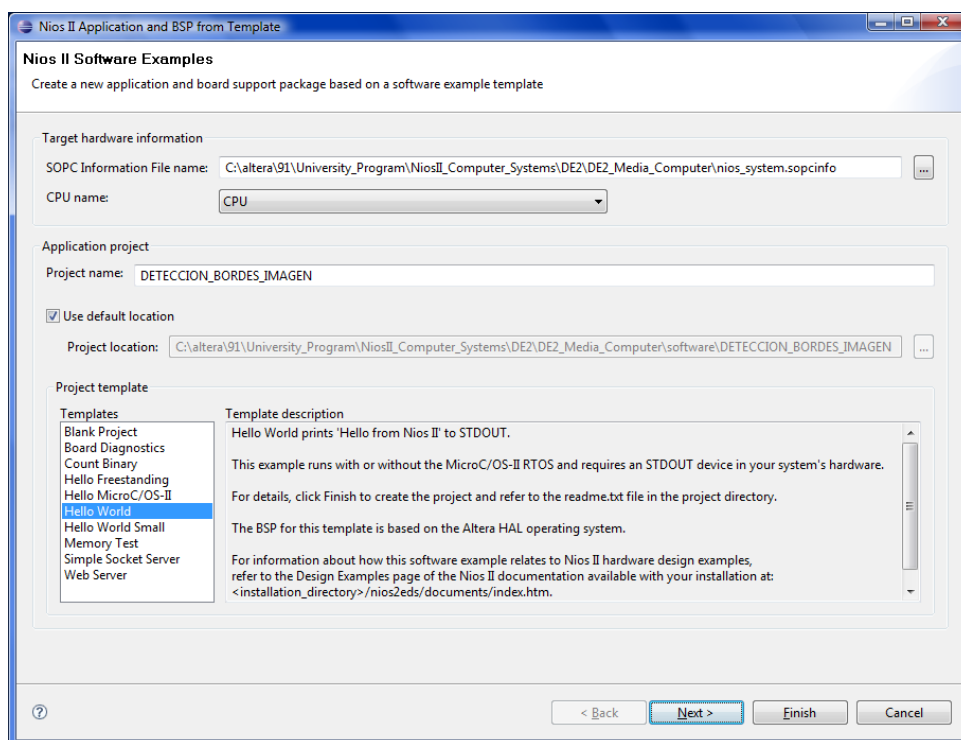 Nios II Application and BSP from Template
Nios II Software Examples
Create a new application and board support package based on a software example template
Target hardware information
SOPC Information File name: C:\altera\91\University_Program\NiosII_Computer_Systems\DE2\DE2_Media_Computer\nios_system.sopcinfo ...
CPU name: CPU
Application project
Project name: DETECCION_BORDES_IMAGEN
Use default location
Project location: C:\altera\91\University_Program\NiosII_Computer_Systems\DE2\DE2_Media_Computer\software\DETECCION_BORDES_IMAGEN ...
Project template
Templates
Blank Project
Board Diagnostics
Count Binary
Hello Freestanding
Hello MicroC/OS-II
Hello World
Hello World Small
Memory Test
Simple Socket Server
Web Server
Template description
Hello World prints 'Hello from Nios II' to STDOUT.
This example runs with or without the MicroC/OS-II RTOS and requires an STDOUT device in your system's hardware.
For details, click Finish to create the project and refer to the readme.txt file in the project directory.
The BSP for this template is based on the Altera HAL operating system.
For information about how this software example relates to Nios II hardware design examples,
refer to the Design Examples page of the Nios II documentation available with your installation at:
<installation_directory>/nios2eds/documents/index.htm.
? < Back Next > Finish Cancel